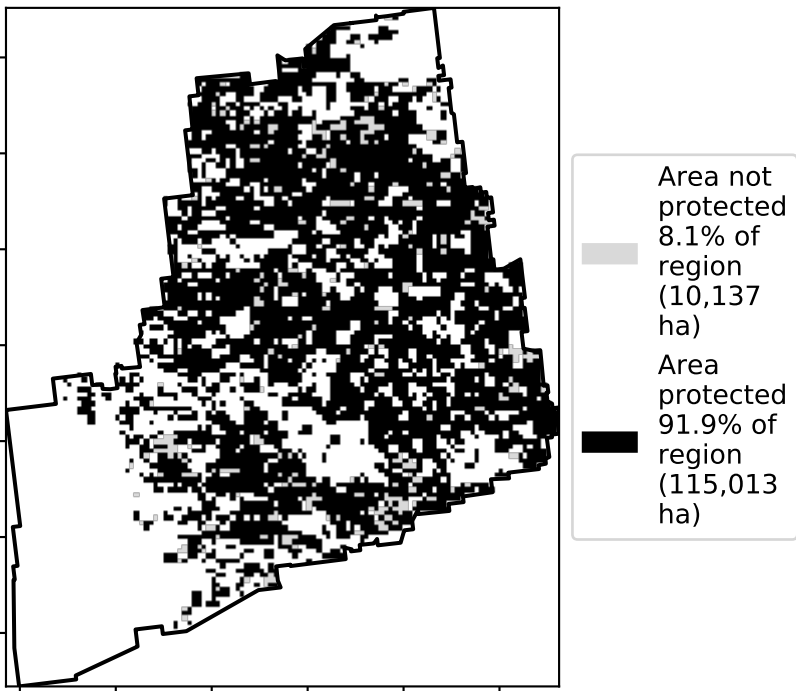 Area not
protected
8.1% of
region
(10,137
ha)
Area
protected
91.9% of
region
(115,013
ha)